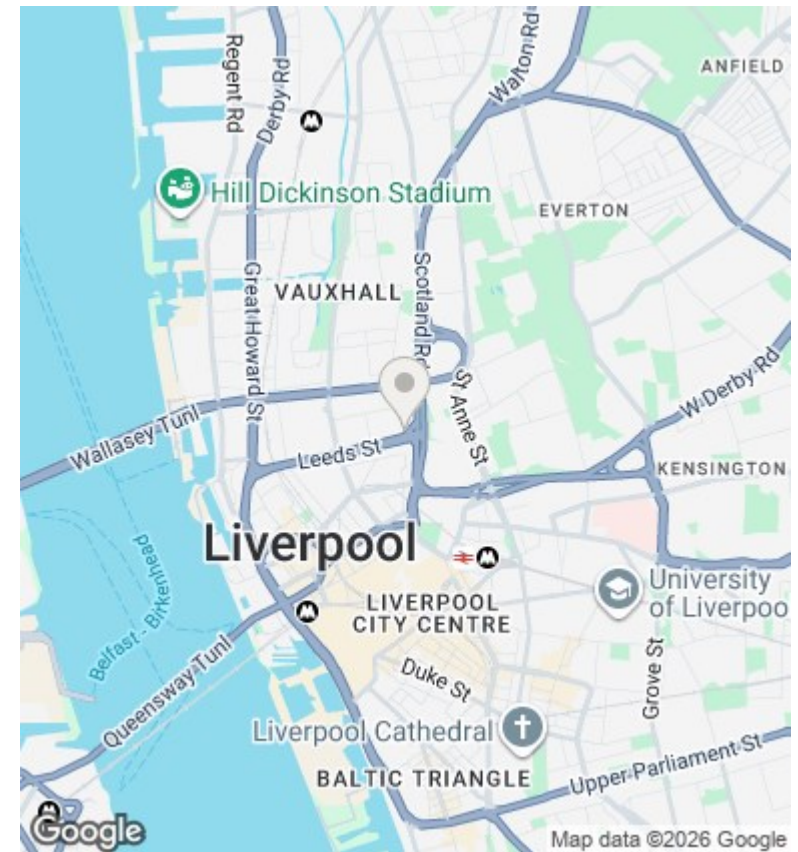 Regent Rd
Derby Rd
Walton Rd
ANFIELD
Hill Dickinson Stadium
EVERTON
VAUXHALL
Great Howard St
Scotland Rd
St Anne St
W Derby Rd
Wallasey Tunl
Leeds St
KENSINGTON
Liverpool
Belfast - Birkenhead
LIVERPOOL
CITY CENTRE
University
of Liverpoo
Queensway Tunl
Duke St
Grove St
Liverpool Cathedral
BALTIC TRIANGLE
Upper Parliament St
Google
Map data ©2026 Google